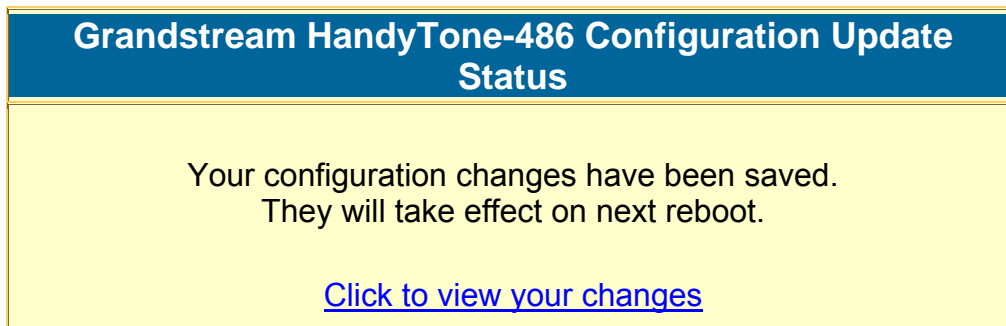 Grandstream HandyTone-486 Configuration Update
Status
Your configuration changes have been saved.
They will take effect on next reboot.
Click to view your changes